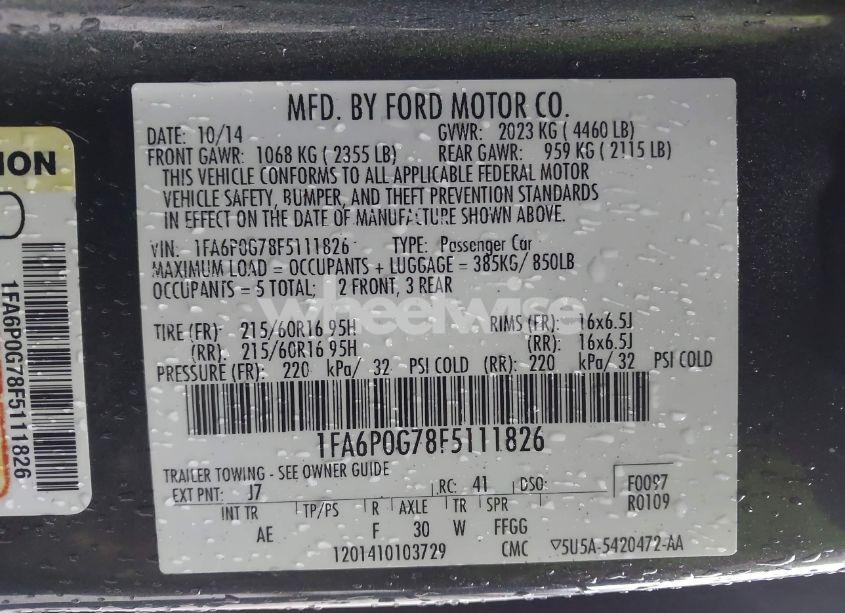 MFD. BY FORD MOTOR CO.
DATE: 10/14 GVWR: 2023 KG ( 4460 LB)
FRONT GAWR: 1068 KG ( 2355 LB) REAR GAWR: 959 KG ( 2115 LB)
THIS VEHICLE CONFORMS TO ALL APPLICABLE FEDERAL MOTOR
VEHICLE SAFETY, BUMPER, AND THEFT PREVENTION STANDARDS
IN EFFECT ON THE DATE OF MANUFACTURE SHOWN ABOVE.
VIN: 1FA6P0G78F5111826 TYPE: Passenger Car
MAXIMUM LOAD = OCCUPANTS + LUGGAGE = 385KG/ 850LB
OCCUPANTS = 5 TOTAL; 2 FRONT, 3 REAR
wheelwise
TIRE (FR): 215/60R16 95H RIMS (FR): 16x6.5J
(RR): 215/60R16 95H (RR): 16x6.5J
PRESSURE (FR): 220 kPa/ 32 PSI COLD (RR): 220 kPa/ 32 PSI COLD
1FA6P0G78F5111826
TRAILER TOWING - SEE OWNER GUIDE
EXT PNT: J7 RC: 41 DSO: F0097
R0109
INT TR TP/PS R AXLE TR SPR
AE F 30 W FFGG
1201410103729 CMC ▽5U5A-5420472-AA
ION
1FA6P0G78F5111826